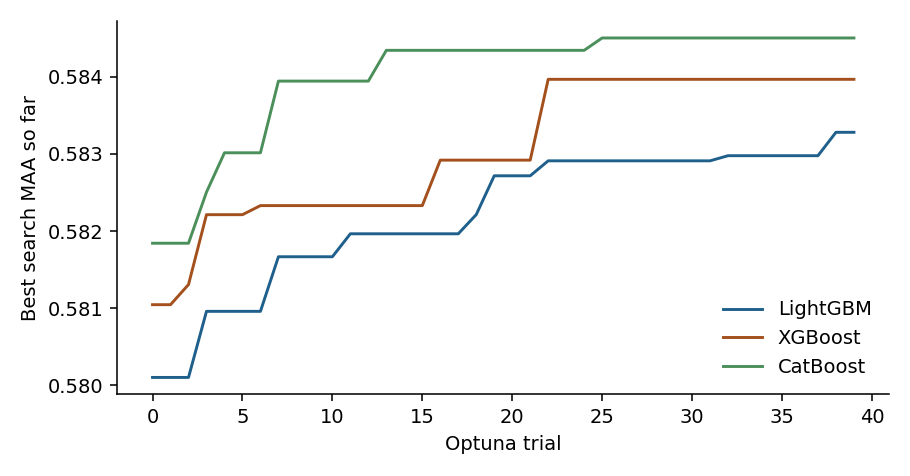 Best search MAA so far
0.584
0.583
0.582
0.581
0.580
LightGBM
XGBoost
CatBoost
0 5 10 15 20 25 30 35 40
Optuna trial